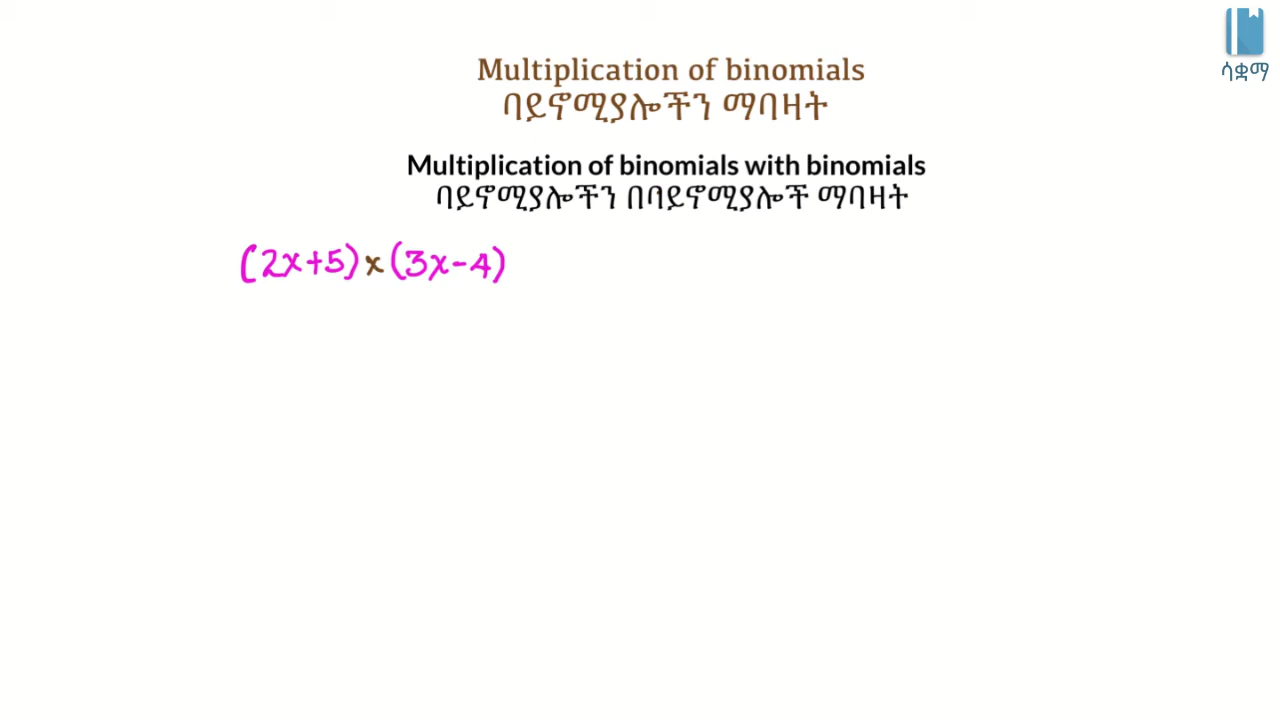 ሳቋማ
Multiplication of binomials
ባይኖሚያሎችን ማባዛት
Multiplication of binomials with binomials
ባይኖሚያሎችን በባይኖሚያሎች ማባዛት
(2x+5) x (3x-4)